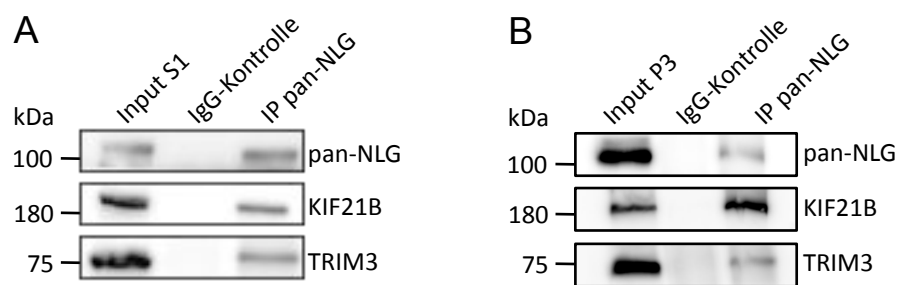 A
Input S1
IgG-Kontrolle
IP pan-NLG
kDa
100
pan-NLG
180
KIF21B
75
TRIM3
B
Input P3
IgG-Kontrolle
IP pan-NLG
kDa
100
pan-NLG
180
KIF21B
75
TRIM3